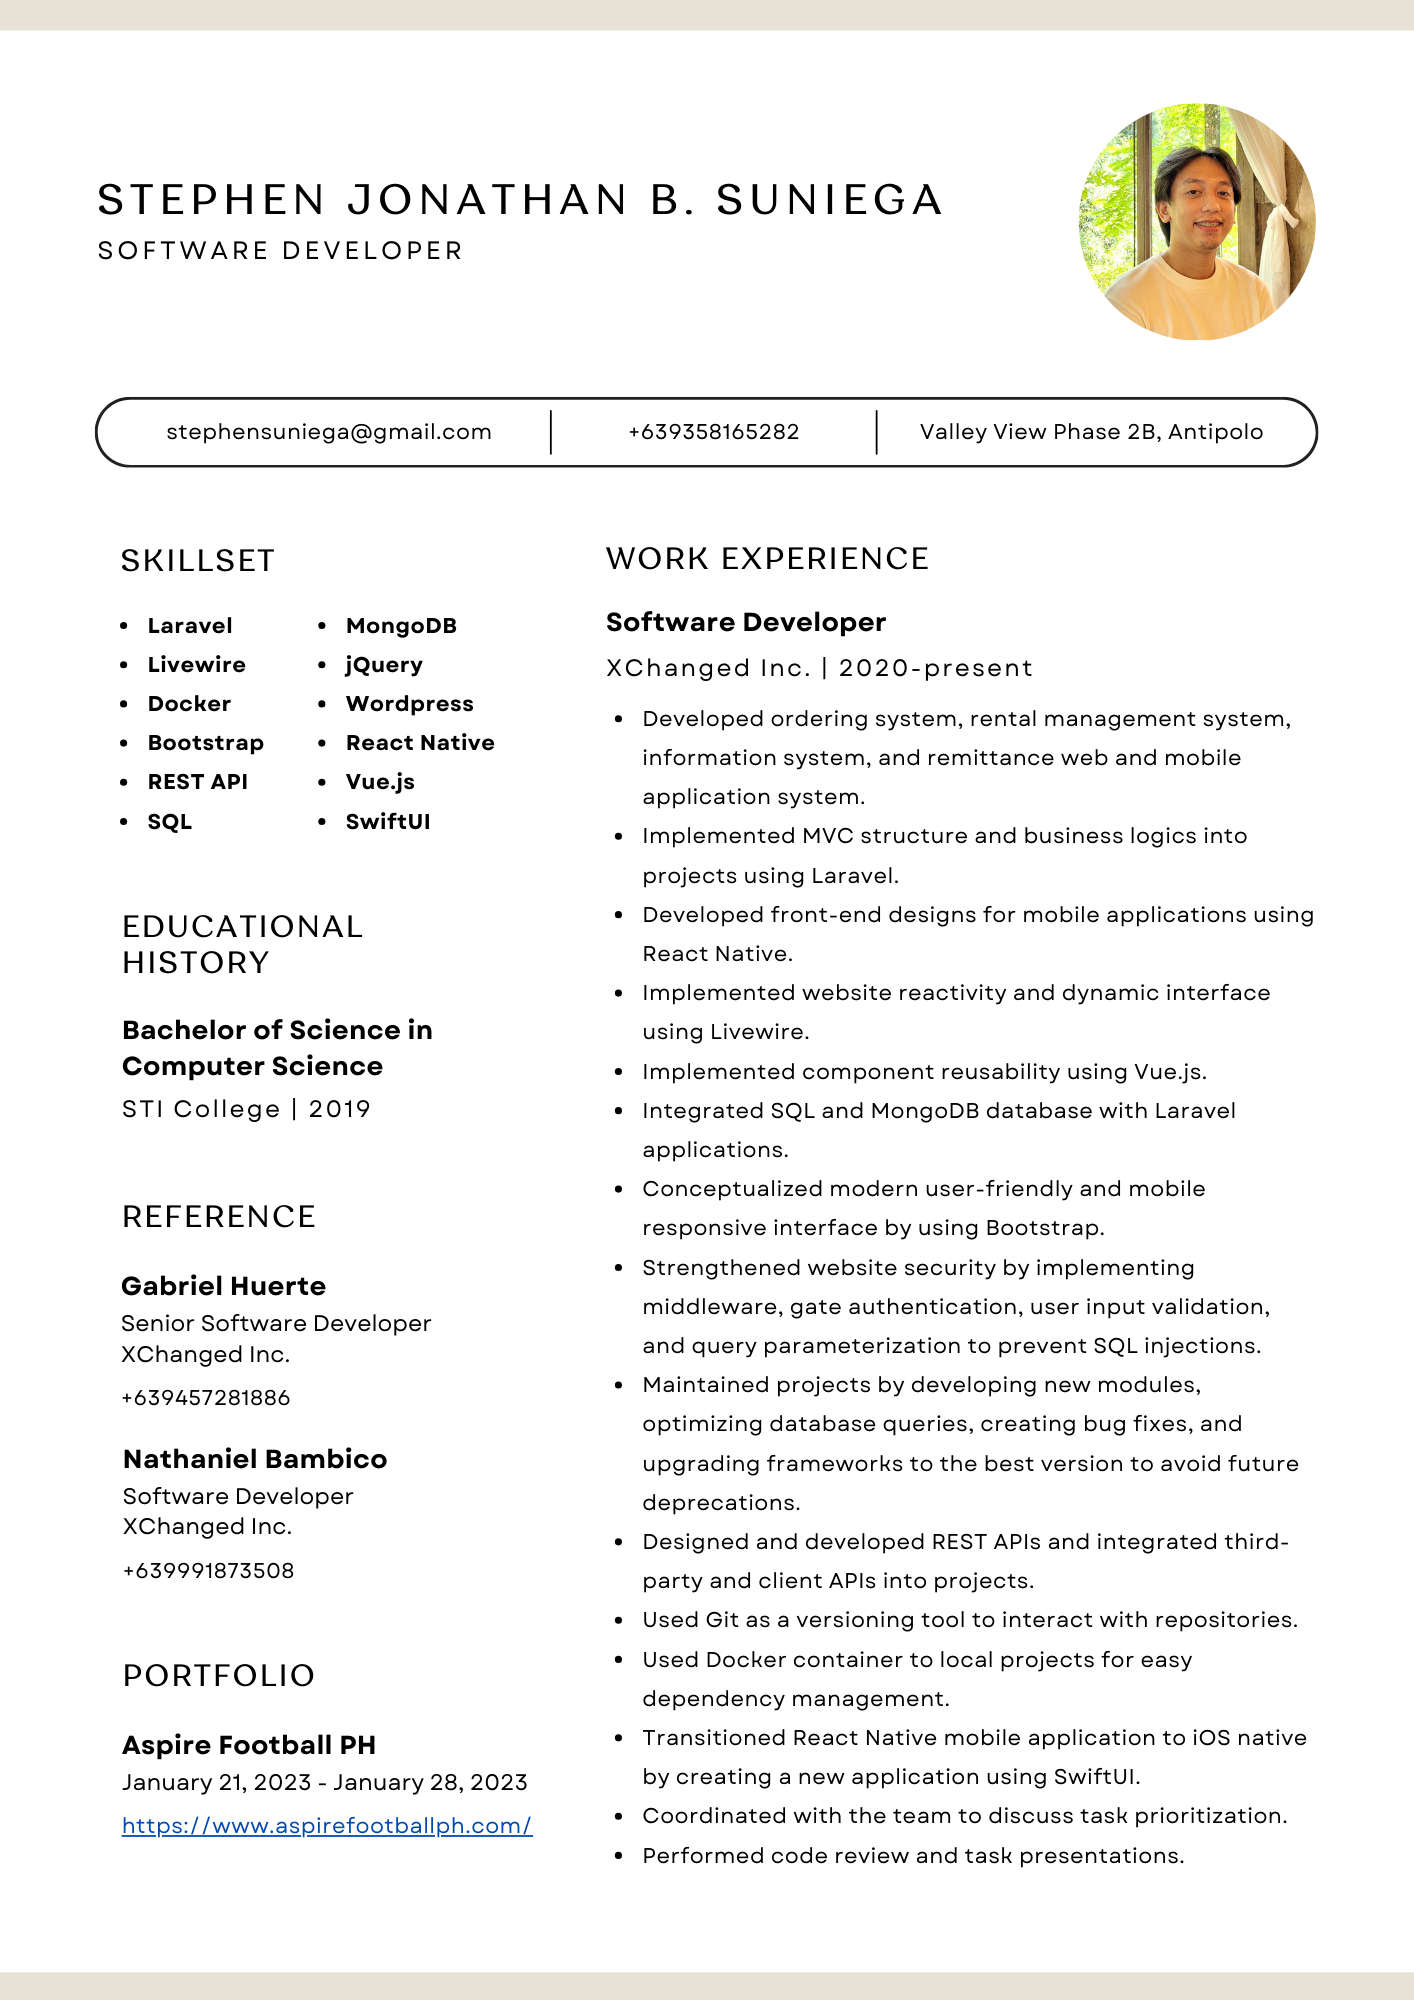 STEPHEN JONATHAN B. SUNIEGA
SOFTWARE DEVELOPER
stephensuniega@gmail.com
+639358165282
Valley View Phase 2B, Antipolo
SKILLSET
• Laravel
• Livewire
• Docker
• Bootstrap
• REST API
• SQL
• MongoDB
• jQuery
• Wordpress
• React Native
• Vue.js
• SwiftUI
EDUCATIONAL
HISTORY
Bachelor of Science in
Computer Science
STI College | 2019
REFERENCE
Gabriel Huerte
Senior Software Developer
XChanged Inc.
+639457281886
Nathaniel Bambico
Software Developer
XChanged Inc.
+639991873508
PORTFOLIO
Aspire Football PH
January 21, 2023 - January 28, 2023
https://www.aspirefootballph.com/
WORK EXPERIENCE
Software Developer
XChanged Inc. | 2020-present
• Developed ordering system, rental management system,
information system, and remittance web and mobile
application system.
• Implemented MVC structure and business logics into
projects using Laravel.
• Developed front-end designs for mobile applications using
React Native.
• Implemented website reactivity and dynamic interface
using Livewire.
• Implemented component reusability using Vue.js.
• Integrated SQL and MongoDB database with Laravel
applications.
• Conceptualized modern user-friendly and mobile
responsive interface by using Bootstrap.
• Strengthened website security by implementing
middleware, gate authentication, user input validation,
and query parameterization to prevent SQL injections.
• Maintained projects by developing new modules,
optimizing database queries, creating bug fixes, and
upgrading frameworks to the best version to avoid future
deprecations.
• Designed and developed REST APIs and integrated third-
party and client APIs into projects.
• Used Git as a versioning tool to interact with repositories.
• Used Docker container to local projects for easy
dependency management.
• Transitioned React Native mobile application to iOS native
by creating a new application using SwiftUI.
• Coordinated with the team to discuss task prioritization.
• Performed code review and task presentations.